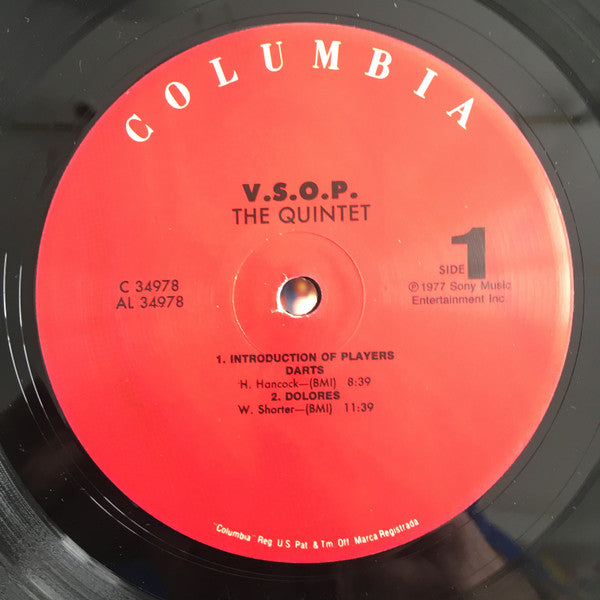 COLUMBIA
V.S.O.P.
THE QUINTET
C 34978
AL 34978
SIDE 1
℗ 1977 Sony Music
Entertainment Inc.
1. INTRODUCTION OF PLAYERS
DARTS
H. Hancock—(BMI) 8:39
2. DOLORES
W. Shorter—(BMI) 11:39
"Columbia" Reg. U.S. Pat. & Tm. Off. Marca Registrada